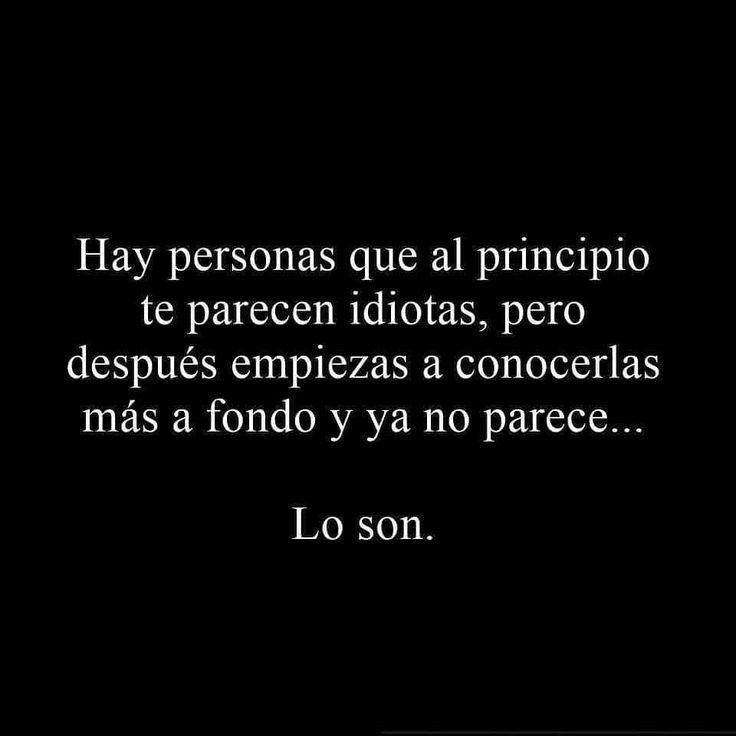 Hay personas que al principio
te parecen idiotas, pero
después empiezas a conocerlas
más a fondo y ya no parece...
Lo son.